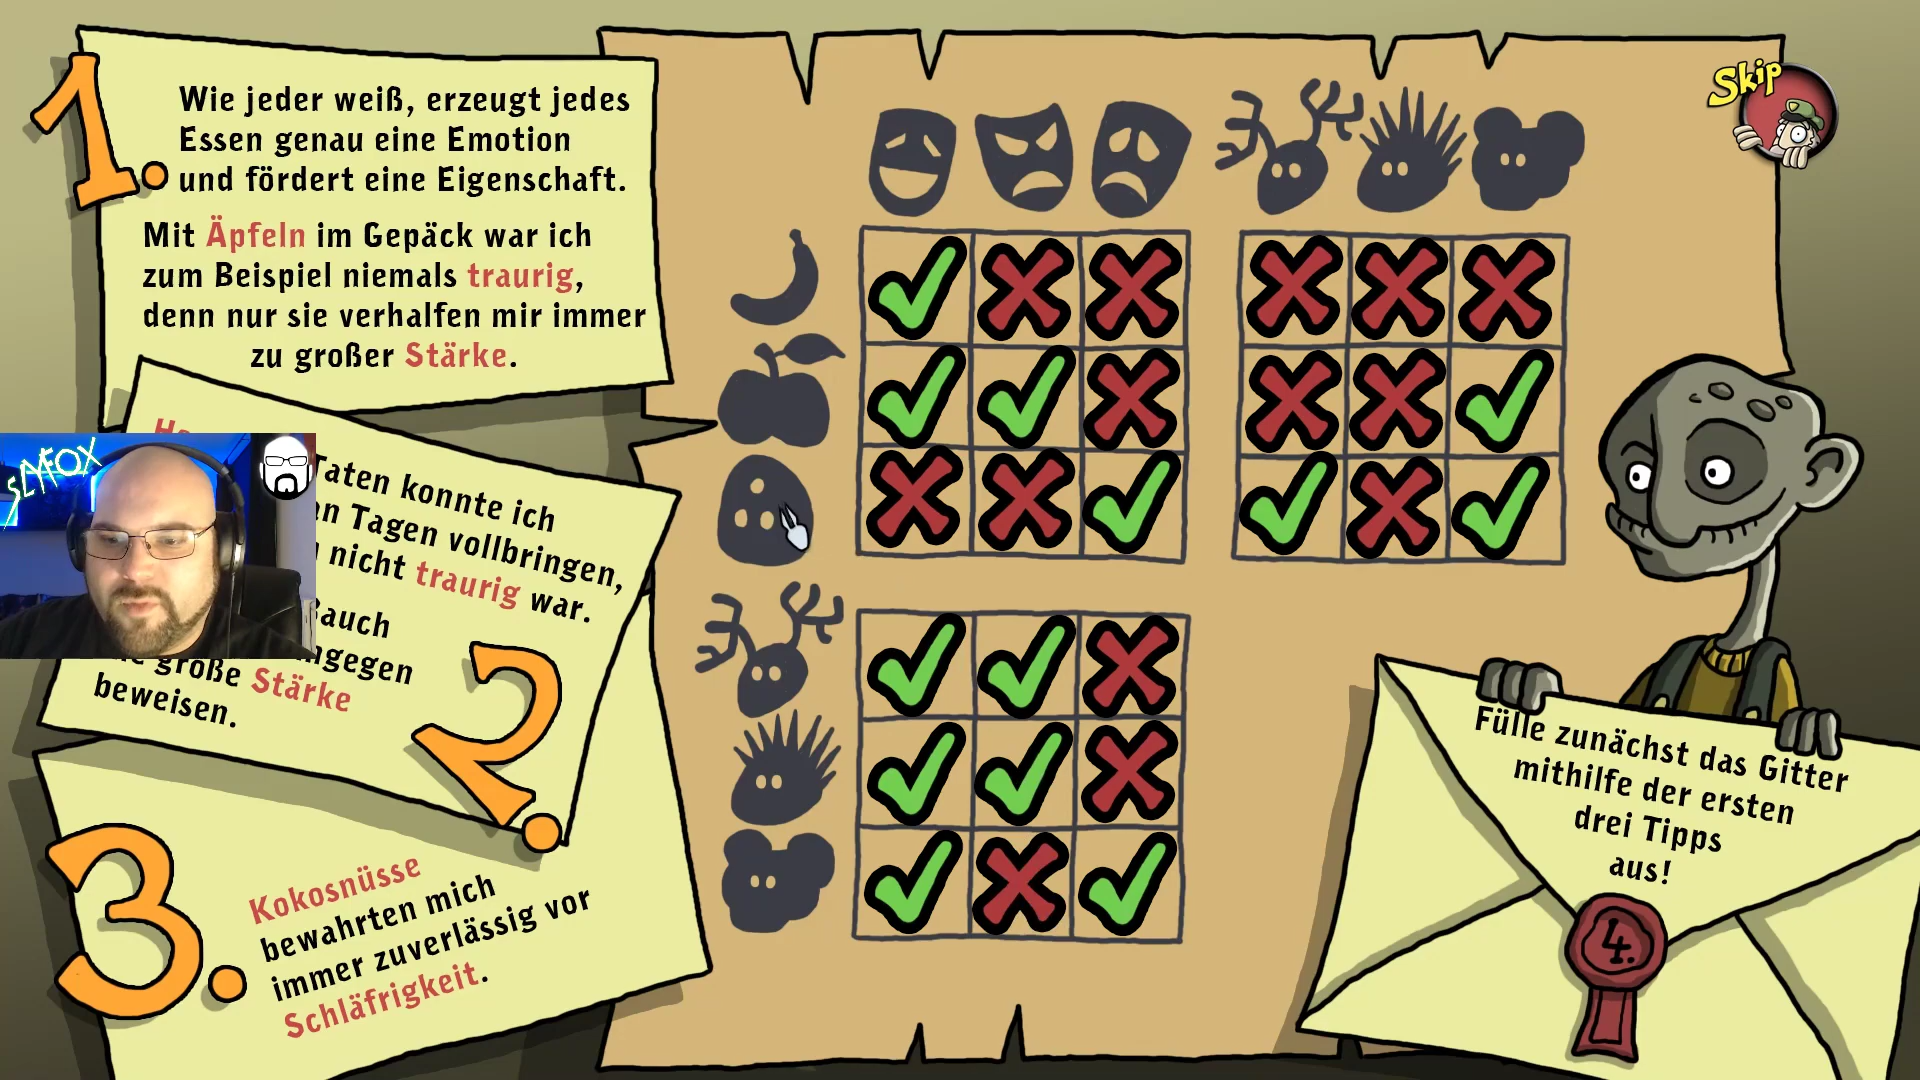 1.
Wie jeder weiß, erzeugt jedes
Essen genau eine Emotion
und fördert eine Eigenschaft.
Mit Äpfeln im Gepäck war ich
zum Beispiel niemals traurig,
denn nur sie verhalfen mir immer
zu großer Stärke.
Taten konnte ich
Tagen vollbringen,
nicht traurig war.
große Stärke
beweisen.
2.
3.
Kokosnüsse
bewahrten mich
immer zuverlässig vor
Schläfrigkeit.
SLAYFOX
Skip
Fülle zunächst das Gitter
mithilfe der ersten
drei Tipps
aus!
4.